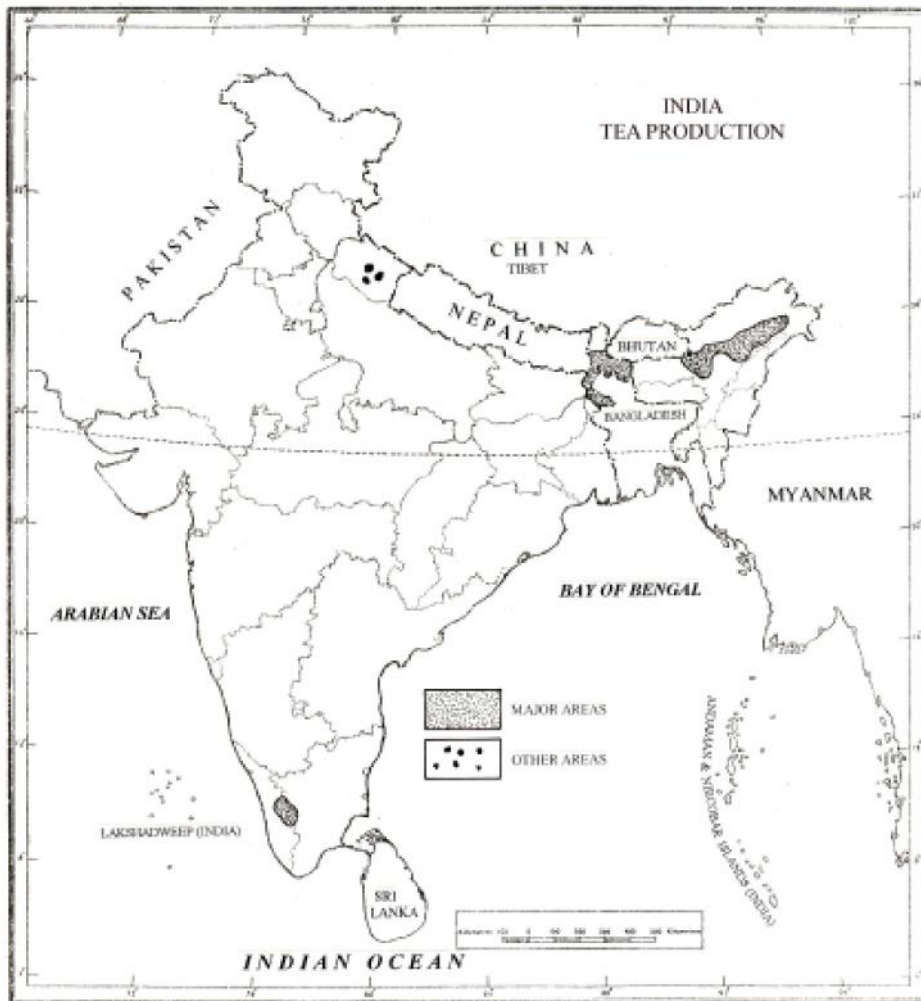 INDIA
TEA PRODUCTION
PAKISTAN
CHINA
TIBET
NEPAL
BHUTAN
BANGLADESH
MYANMAR
ARABIAN SEA
BAY OF BENGAL
MAJOR AREAS
OTHER AREAS
LAKSHADWEEP (INDIA)
ANDAMAN & NICOBAR ISLANDS (INDIA)
SRI
LANKA
INDIAN OCEAN